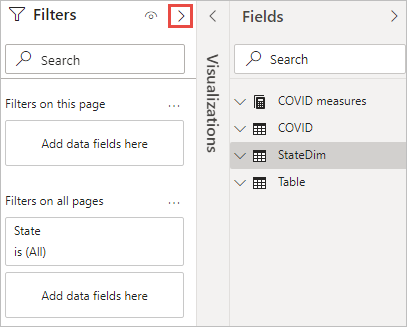 Filters
Search
Filters on this page
...
Add data fields here
Filters on all pages
...
State
is (All)
Add data fields here
Visualizations
Fields
Search
COVID measures
COVID
StateDim
Table